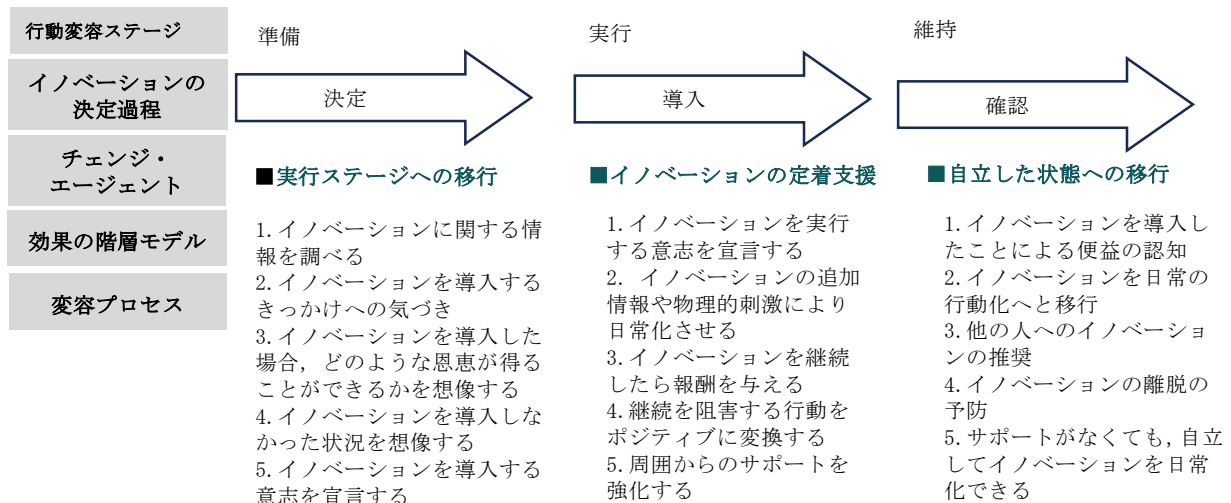 行動変容ステージ
イノベーションの
決定過程
チェンジ・
エージェント
効果の階層モデル
変容プロセス
準備
決定
■実行ステージへの移行
1.イノベーションに関する情
報を調べる
2.イノベーションを導入する
きっかけへの気づき
3.イノベーションを導入した
場合，どのような恩恵が得る
ことができるかを想像する
4.イノベーションを導入しな
かった状況を想像する
5.イノベーションを導入する
意志を宣言する
実行
導入
■イノベーションの定着支援
1.イノベーションを実行
する意志を宣言する
2. イノベーションの追加
情報や物理的刺激により
日常化させる
3.イノベーションを継続
したら報酬を与える
4.継続を阻害する行動を
ポジティブに変換する
5.周囲からのサポートを
強化する
維持
確認
■自立した状態への移行
1.イノベーションを導入し
たことによる便益の認知
2.イノベーションを日常の
行動化へと移行
3.他の人へのイノベーショ
ンの推奨
4.イノベーションの離脱の
予防
5.サポートがなくても,自立
してイノベーションを日常
化できる